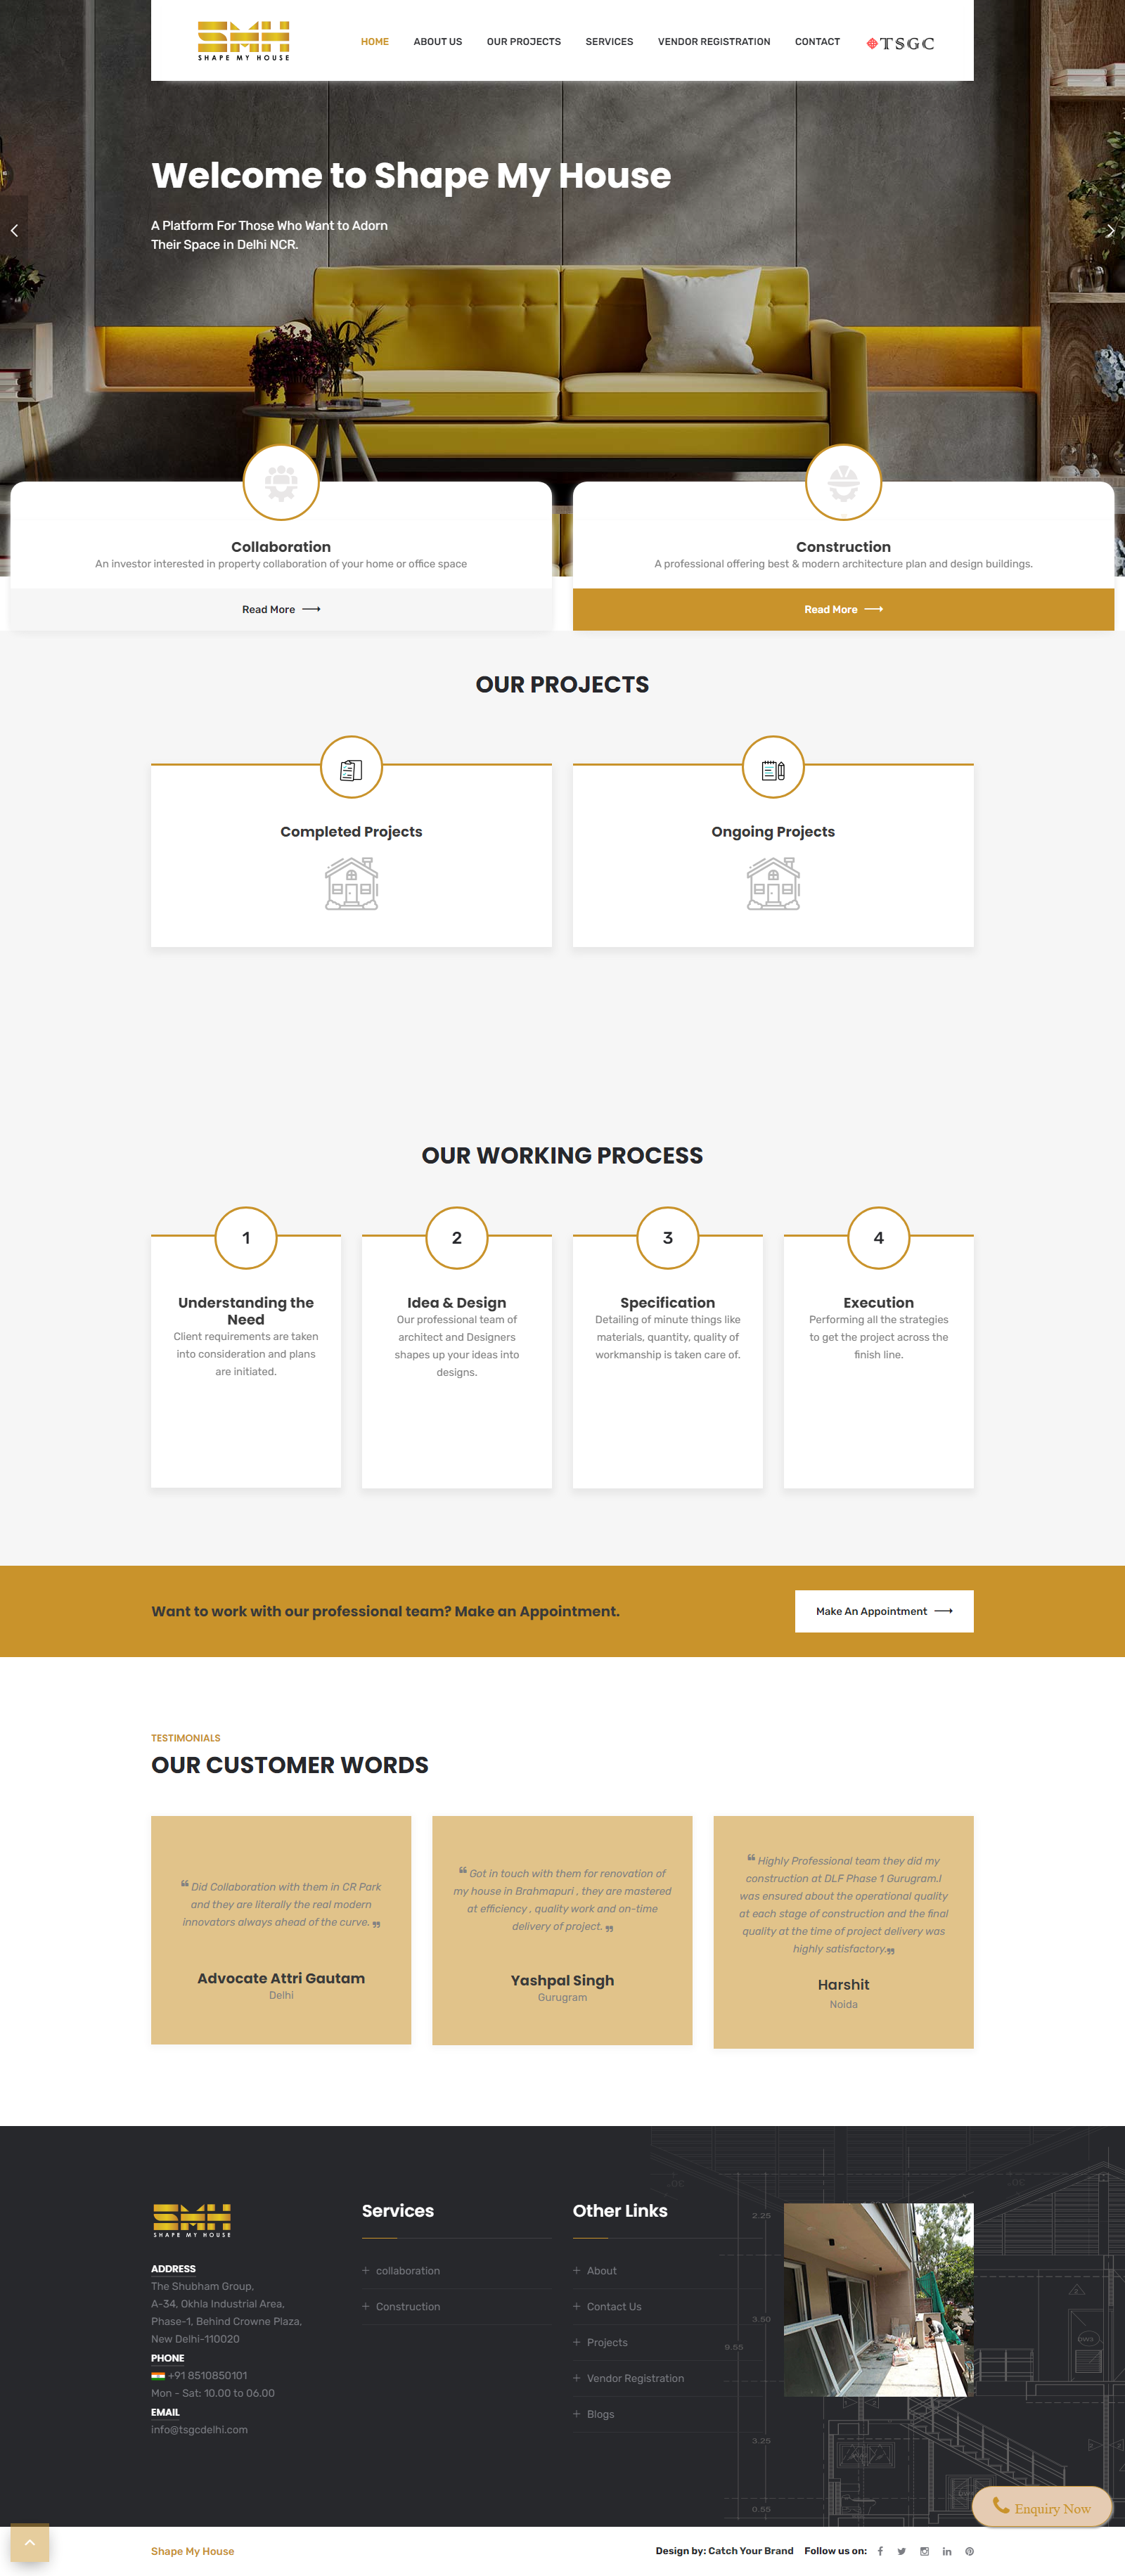 SMH
SHAPE MY HOUSE
HOME ABOUT US OUR PROJECTS SERVICES VENDOR REGISTRATION CONTACT TSGC
Welcome to Shape My House
A Platform For Those Who Want to Adorn
Their Space in Delhi NCR.
Collaboration
An investor interested in property collaboration of your home or office space
Read More
Construction
A professional offering best & modern architecture plan and design buildings.
Read More
OUR PROJECTS
Completed Projects
Ongoing Projects
OUR WORKING PROCESS
1
Understanding the
Need
Client requirements are taken
into consideration and plans
are initiated.
2
Idea & Design
Our professional team of
architect and Designers
shapes up your ideas into
designs.
3
Specification
Detailing of minute things like
materials, quantity, quality of
workmanship is taken care of.
4
Execution
Performing all the strategies
to get the project across the
finish line.
Want to work with our professional team? Make an Appointment.
Make An Appointment
TESTIMONIALS
OUR CUSTOMER WORDS
“ Did Collaboration with them in CR Park
and they are literally the real modern
innovators always ahead of the curve. ”
Advocate Attri Gautam
Delhi
“ Got in touch with them for renovation of
my house in Brahmapuri , they are mastered
at efficiency , quality work and on-time
delivery of project. ”
Yashpal Singh
Gurugram
“ Highly Professional team they did my
construction at DLF Phase 1 Gurugram.I
was ensured about the operational quality
at each stage of construction and the final
quality at the time of project delivery was
highly satisfactory.”
Harshit
Noida
SMH
SHAPE MY HOUSE
ADDRESS
The Shubham Group,
A-34, Okhla Industrial Area,
Phase-1, Behind Crowne Plaza,
New Delhi-110020
PHONE
+91 8510850101
Mon - Sat: 10.00 to 06.00
EMAIL
info@tsgcdelhi.com
Services
+ collaboration
+ Construction
Other Links
+ About
+ Contact Us
+ Projects
+ Vendor Registration
+ Blogs
2.25
3.50
9.55
3.25
0.55
Enquiry Now
Shape My House
Design by: Catch Your Brand Follow us on: